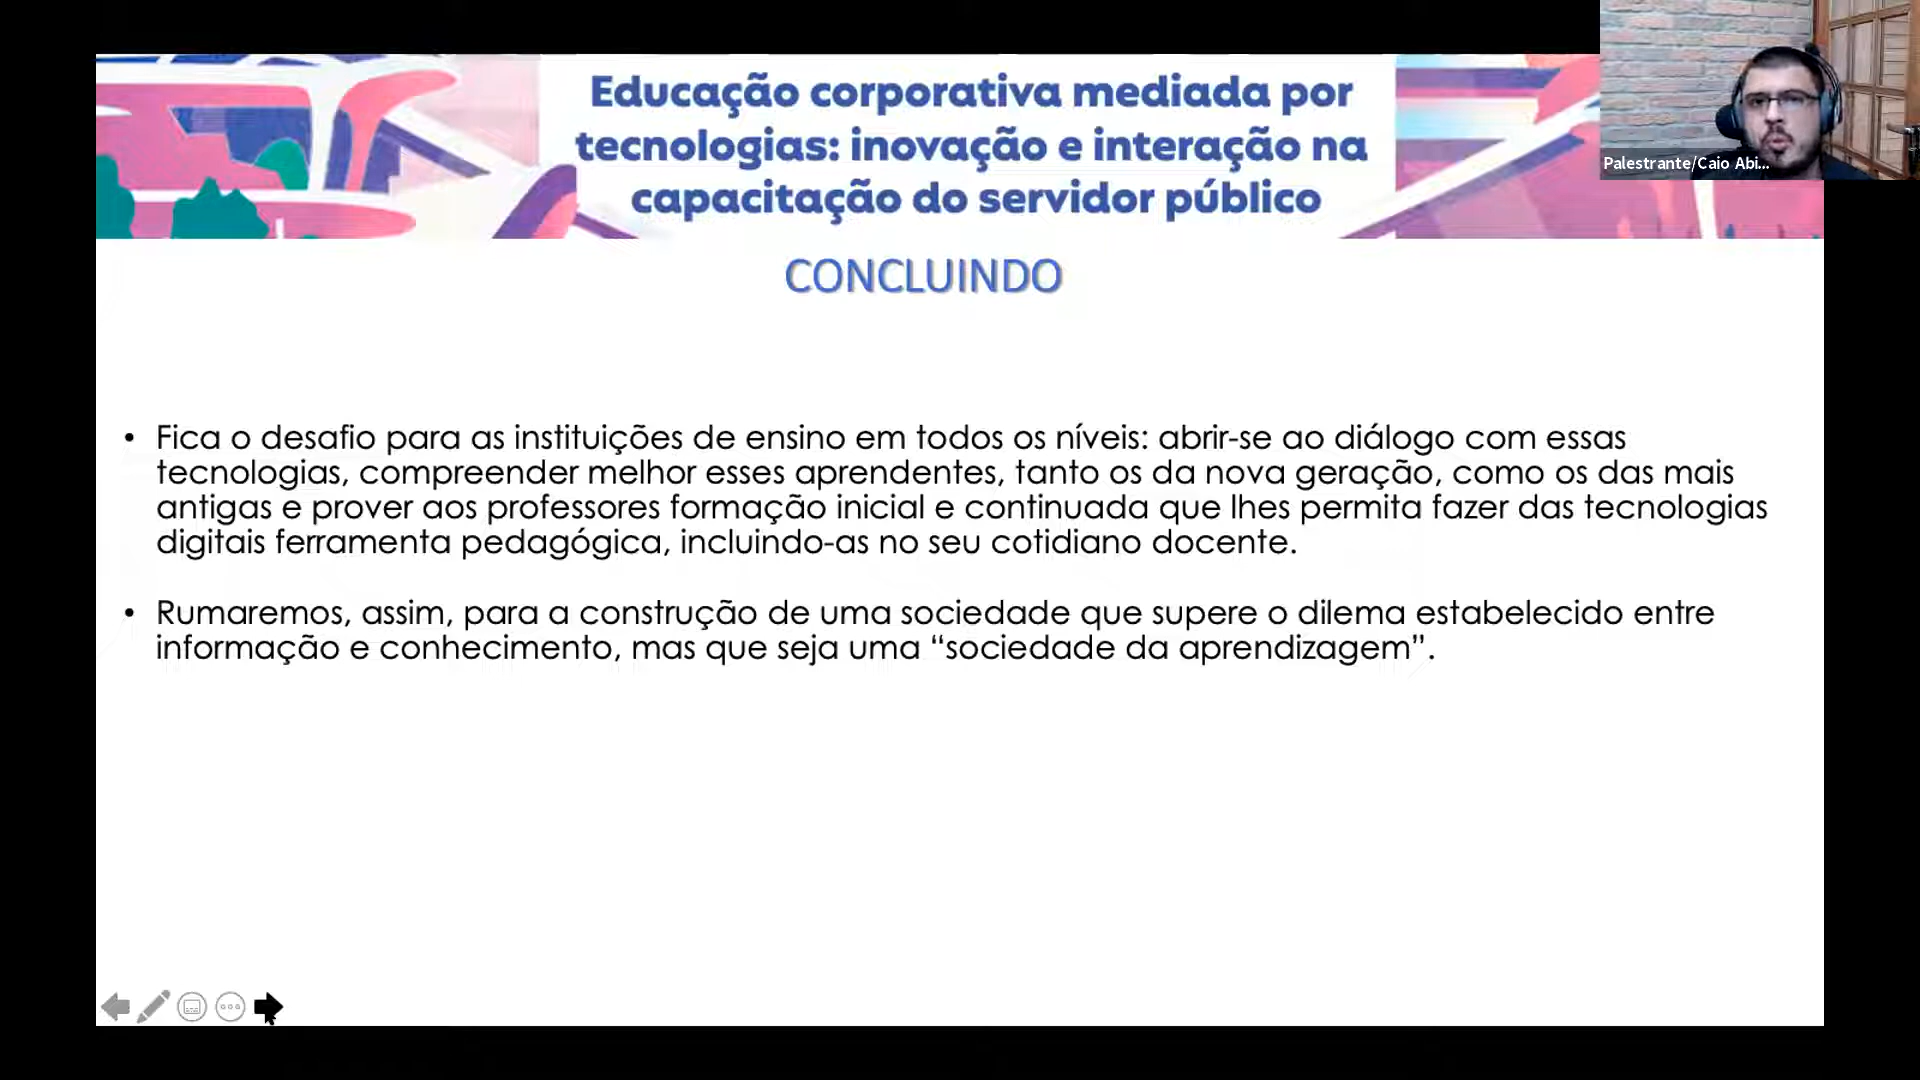 Educação corporativa mediada por
tecnologias: inovação e interação na
capacitação do servidor público
Palestrante/Caio Abi...
CONCLUINDO
• Fica o desafio para as instituições de ensino em todos os níveis: abrir-se ao diálogo com essas
tecnologias, compreender melhor esses aprendentes, tanto os da nova geração, como os das mais
antigas e prover aos professores formação inicial e continuada que lhes permita fazer das tecnologias
digitais ferramenta pedagógica, incluindo-as no seu cotidiano docente.
• Rumaremos, assim, para a construção de uma sociedade que supere o dilema estabelecido entre
informação e conhecimento, mas que seja uma “sociedade da aprendizagem”.